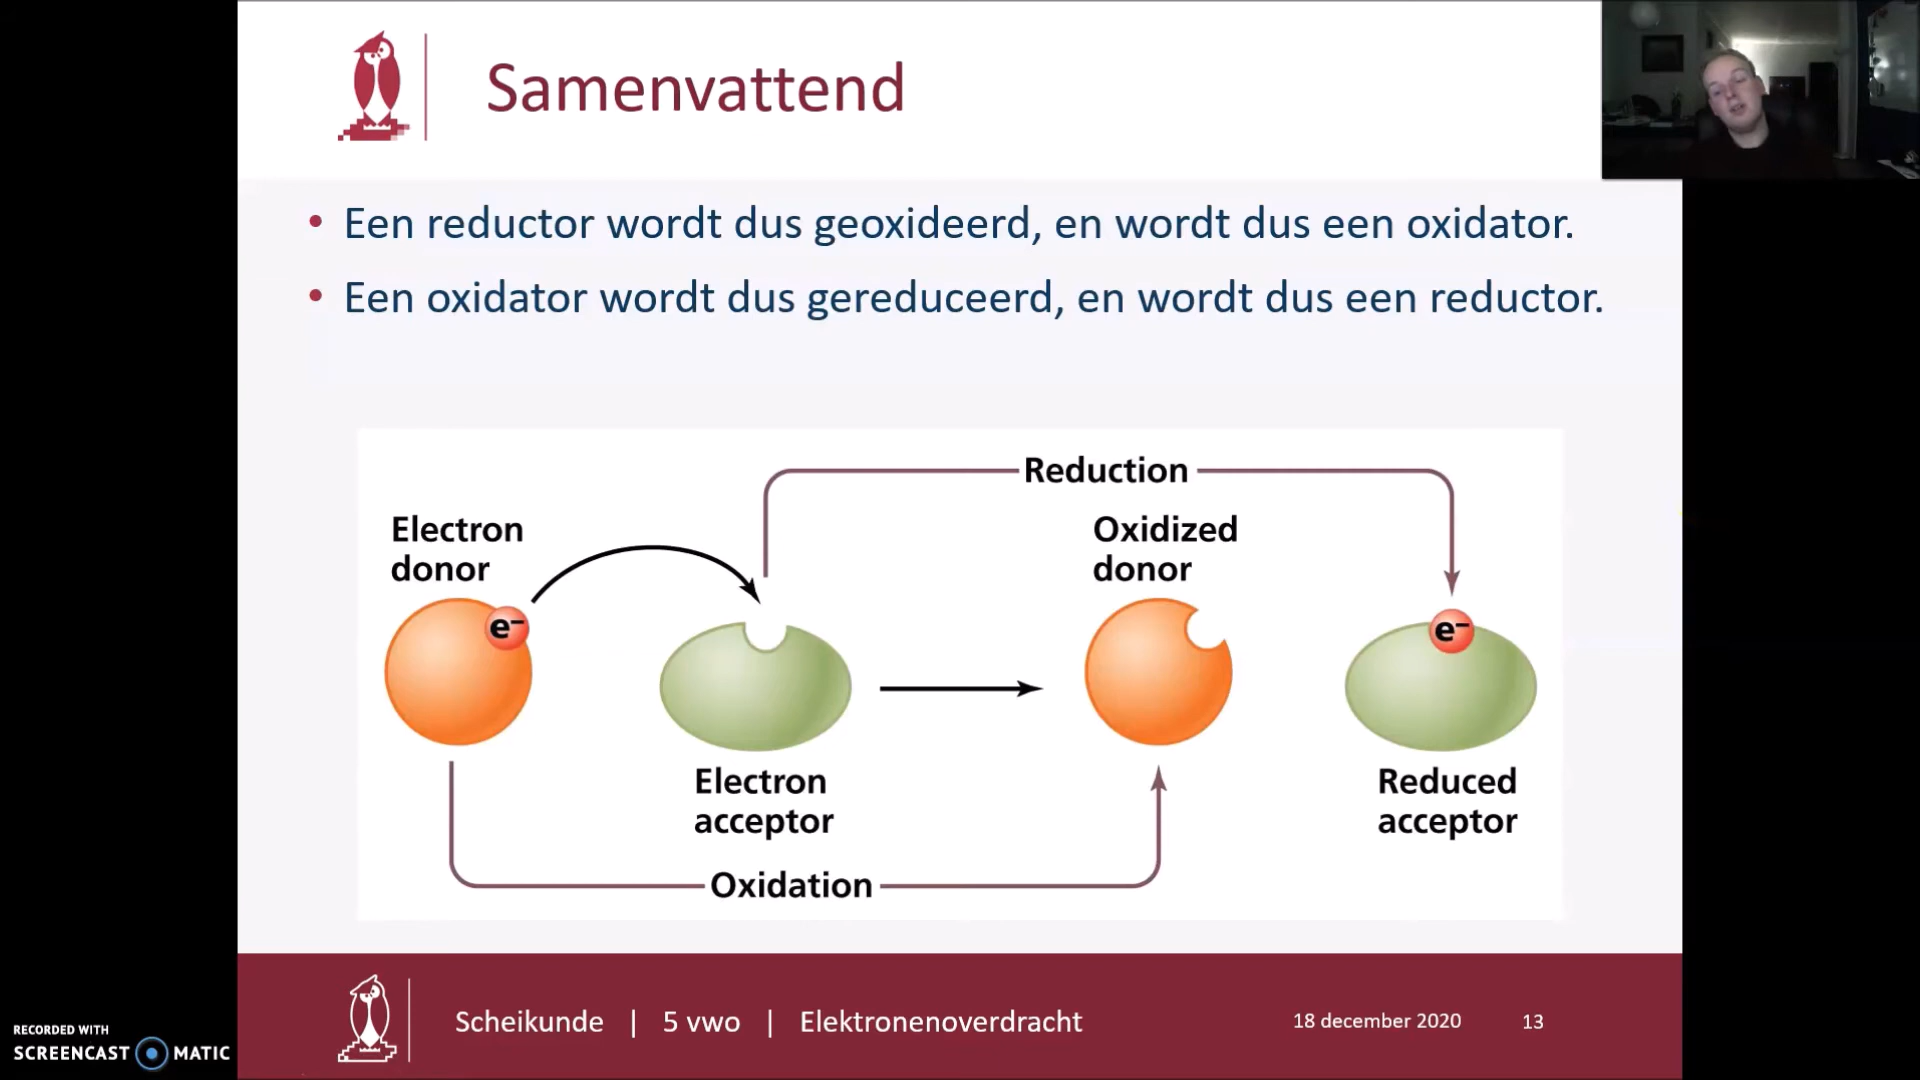 Samenvattend
• Een reductor wordt dus geoxideerd, en wordt dus een oxidator.
• Een oxidator wordt dus gereduceerd, en wordt dus een reductor.
Reduction
Electron
donor
Oxidized
donor
e⁻
e⁻
Electron
acceptor
Reduced
acceptor
Oxidation
Scheikunde | 5 vwo | Elektronenoverdracht
18 december 2020
13
RECORDED WITH
SCREENCAST MATIC